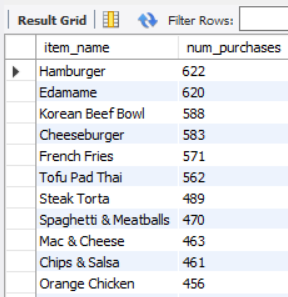 Result Grid Filter Rows:
item_name num_purchases
Hamburger 622
Edamame 620
Korean Beef Bowl 588
Cheeseburger 583
French Fries 571
Tofu Pad Thai 562
Steak Torta 489
Spaghetti & Meatballs 470
Mac & Cheese 463
Chips & Salsa 461
Orange Chicken 456